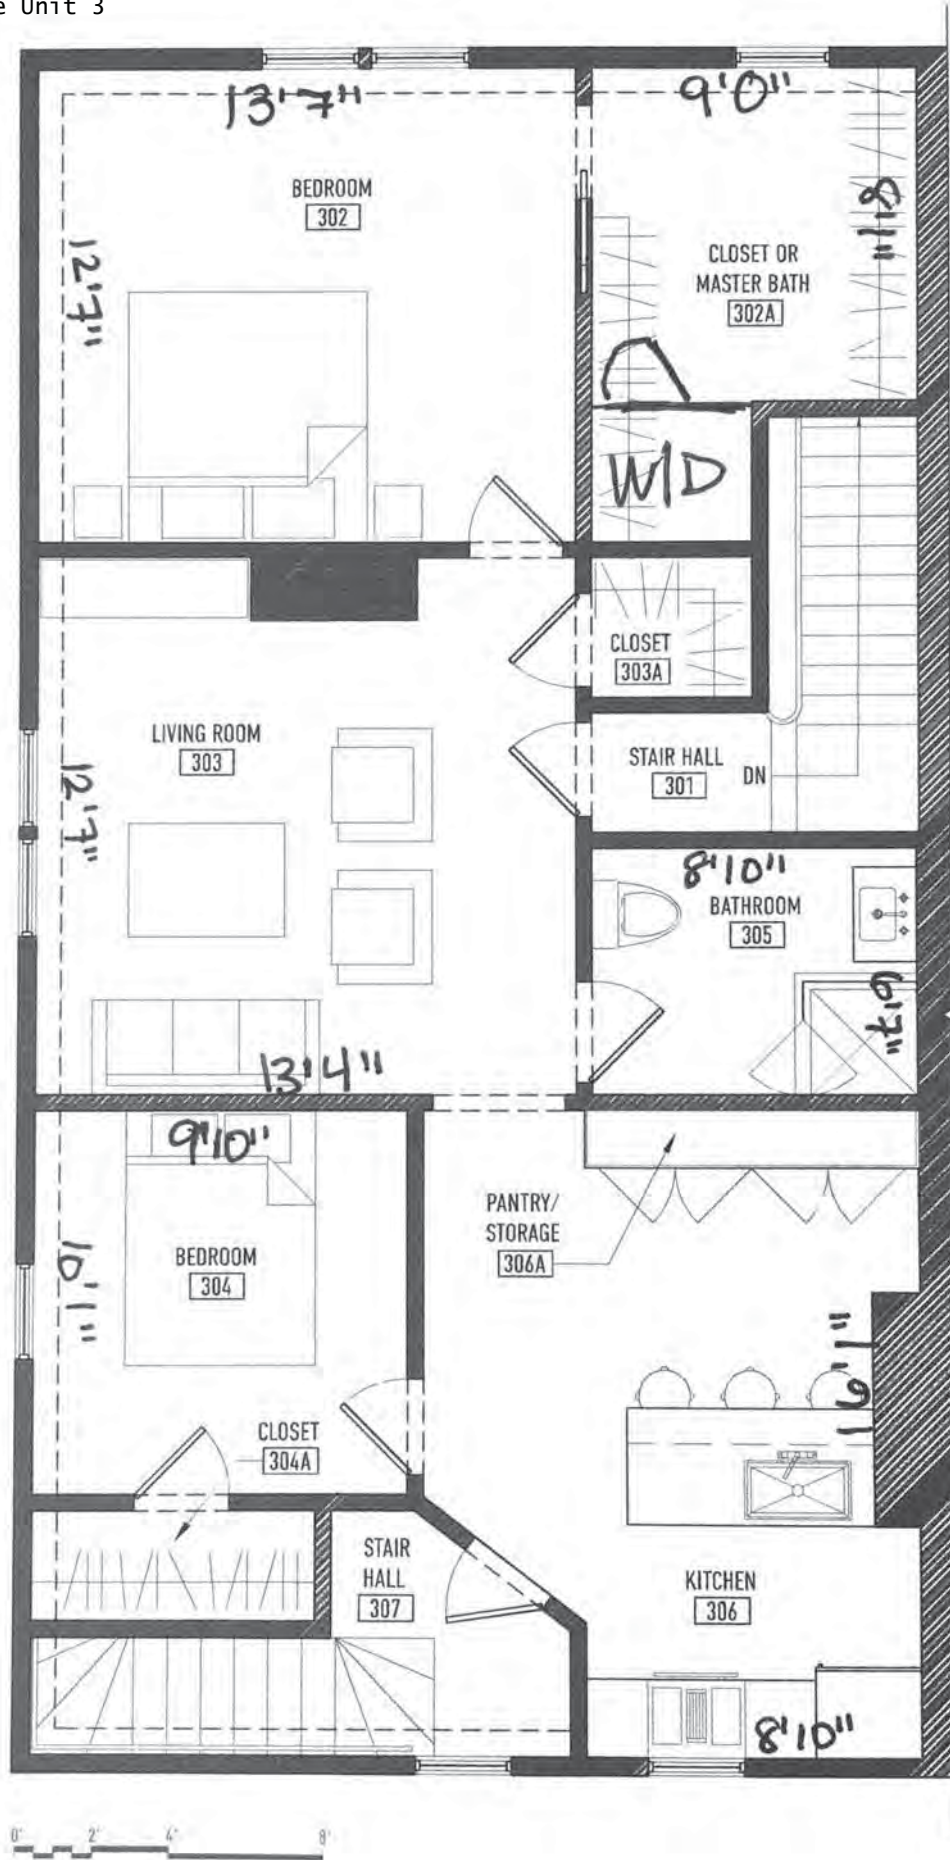 e Unit 3
13'7"
9'0"
BEDROOM
302
12'7"
CLOSET OR
MASTER BATH
302A
W/D
CLOSET
303A
LIVING ROOM
303
12'7"
STAIR HALL
301
DN
8'10"
BATHROOM
305
6'7"
13'4"
9'10"
PANTRY/
STORAGE
306A
BEDROOM
304
10'1"
16'1"
CLOSET
304A
STAIR
HALL
307
KITCHEN
306
8'10"
0' 2' 4' 8'